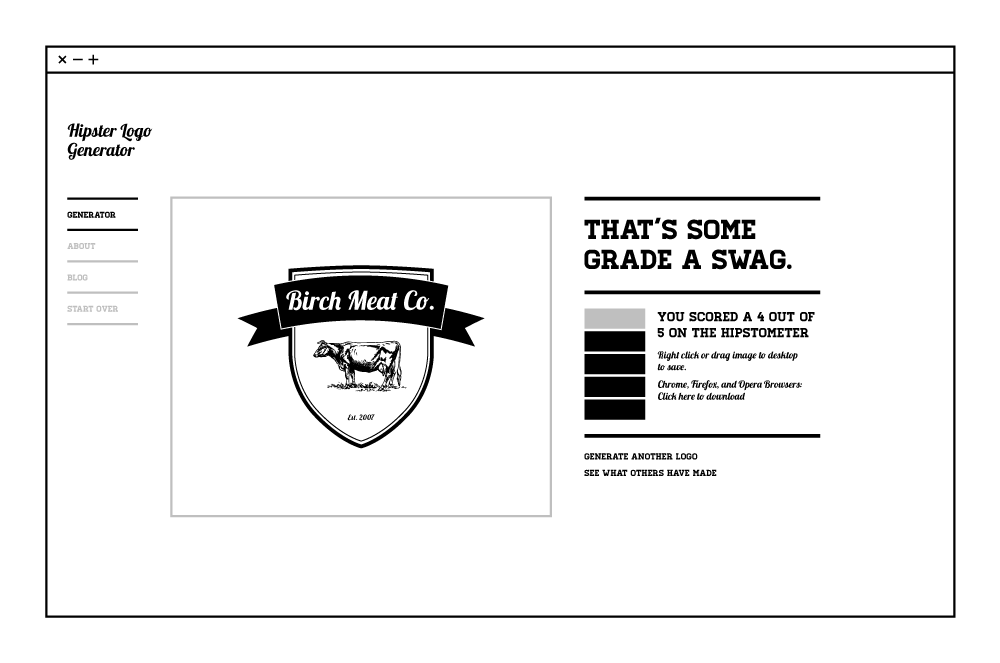 Hipster Logo
Generator
GENERATOR
ABOUT
BLOG
START OVER
Birch Meat Co.
Est. 2007
THAT'S SOME
GRADE A SWAG.
YOU SCORED A 4 OUT OF
5 ON THE HIPSTOMETER
Right click or drag image to desktop
to save.
Chrome, Firefox, and Opera Browsers:
Click here to download
GENERATE ANOTHER LOGO
SEE WHAT OTHERS HAVE MADE